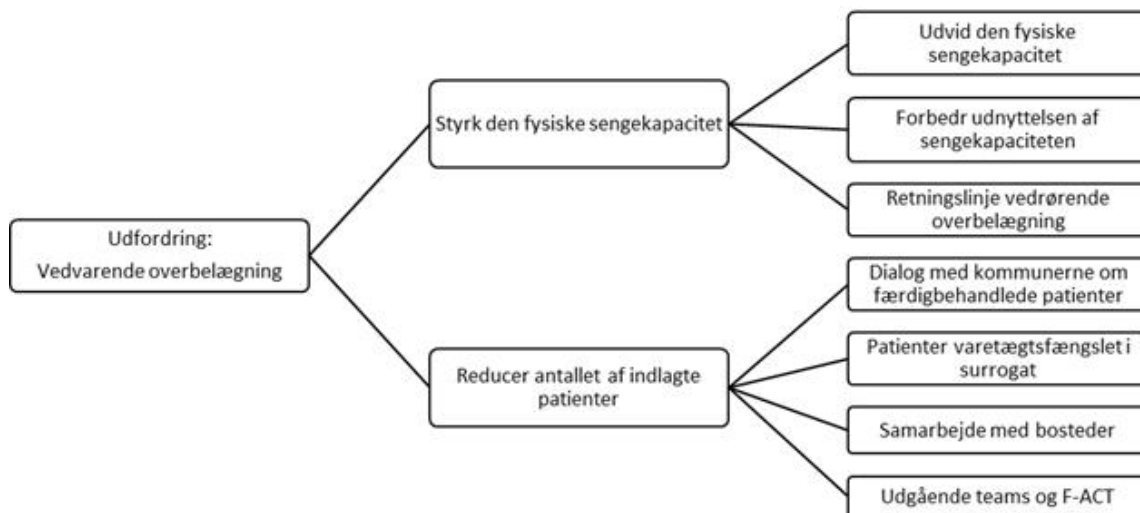 Udfordring:
Vedvarende overbelægning
Styrk den fysiske sengekapacitet
Udvid den fysiske
sengekapacitet
Forbedr udnyttelsen af
sengekapaciteten
Retningslinje vedrørende
overbelægning
Reducer antallet af indlagte
patienter
Dialog med kommunerne om
færdigbehandlede patienter
Patienter varetægtsfængslet i
surrogat
Samarbejde med bosteder
Udgående teams og F-ACT